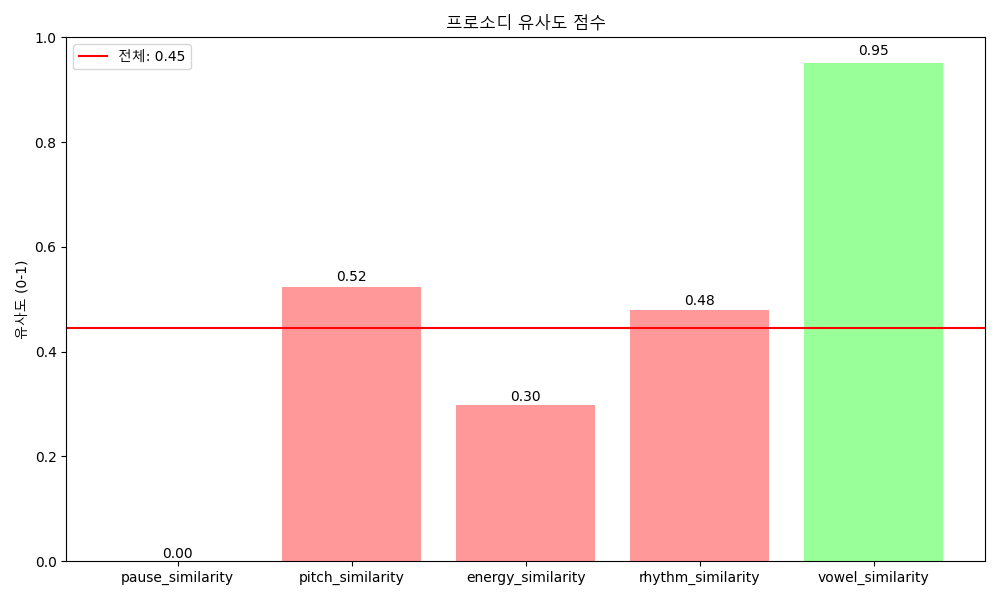 프로소디 유사도 점수
전체: 0.45
유사도 (0-1)
1.0
0.8
0.6
0.4
0.2
0.0
0.00
0.52
0.30
0.48
0.95
pause_similarity
pitch_similarity
energy_similarity
rhythm_similarity
vowel_similarity